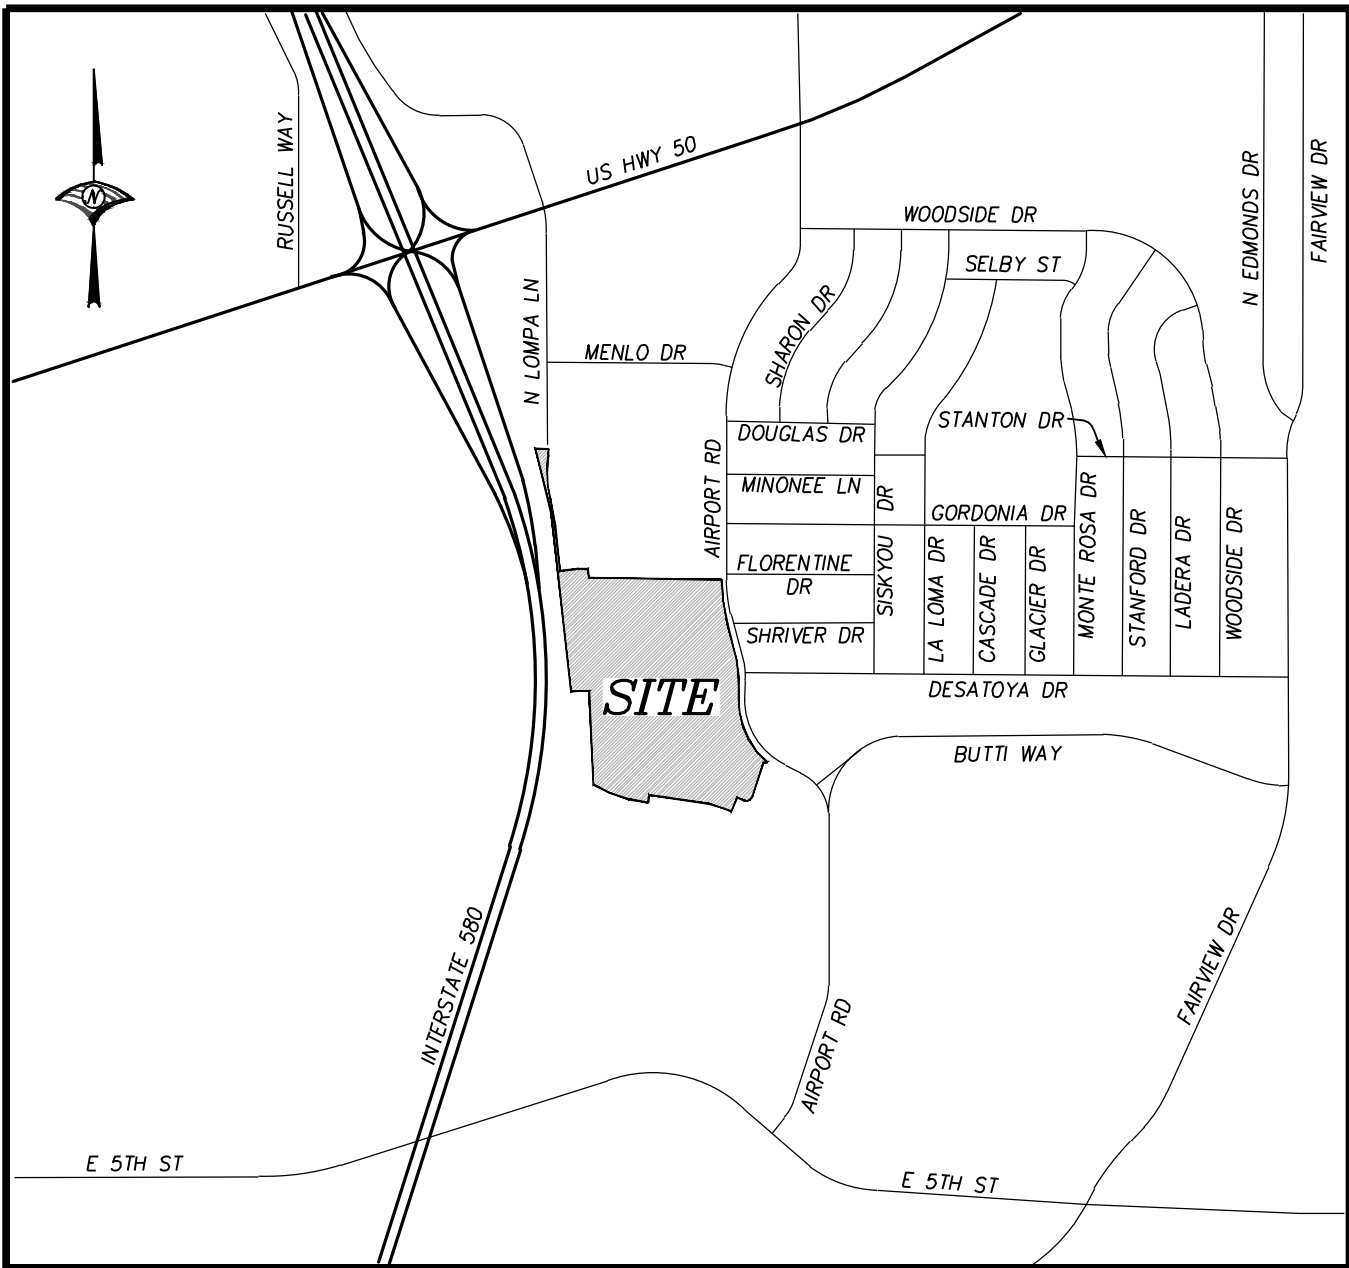 RUSSELL WAY
N
US HWY 50
N EDMONDS DR
FAIRVIEW DR
WOODSIDE DR
SELBY ST
SHARON DR
N LOMPA LN
MENLO DR
STANTON DR
DOUGLAS DR
AIRPORT RD
MINONEE LN
SISKYOU DR
GORDONIA DR
MONTE ROSA DR
STANFORD DR
LADERA DR
WOODSIDE DR
FLORENTINE
DR
LA LOMA DR
CASCADE DR
GLACIER DR
SHRIVER DR
SITE
DESATOYA DR
BUTTI WAY
INTERSTATE 580
FAIRVIEW DR
AIRPORT RD
E 5TH ST
E 5TH ST